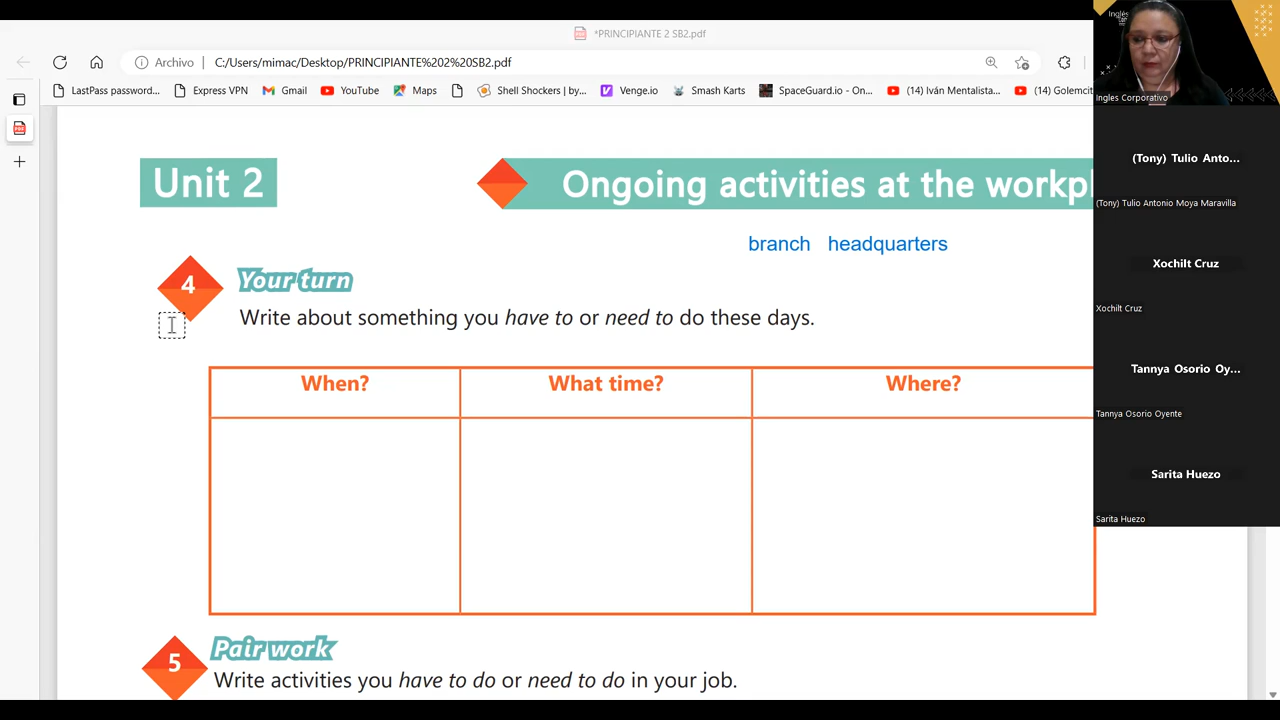 *PRINCIPIANTE 2 SB2.pdf
Archivo
C:/Users/mimac/Desktop/PRINCIPIANTE%202%20SB2.pdf
LastPass password...
Express VPN
Gmail
YouTube
Maps
Shell Shockers | by...
Venge.io
Smash Karts
SpaceGuard.io - On...
(14) Iván Mentalista...
(14) Golemcit
Unit 2
Ongoing activities at the workpl
branch headquarters
4
Your turn
Write about something you have to or need to do these days.
When?
What time?
Where?
5
Pair work
Write activities you have to do or need to do in your job.
Ingles Corporativo
(Tony) Tulio Anto...
(Tony) Tulio Antonio Moya Maravilla
Xochilt Cruz
Xochilt Cruz
Tannya Osorio Oy...
Tannya Osorio Oyente
Sarita Huezo
Sarita Huezo